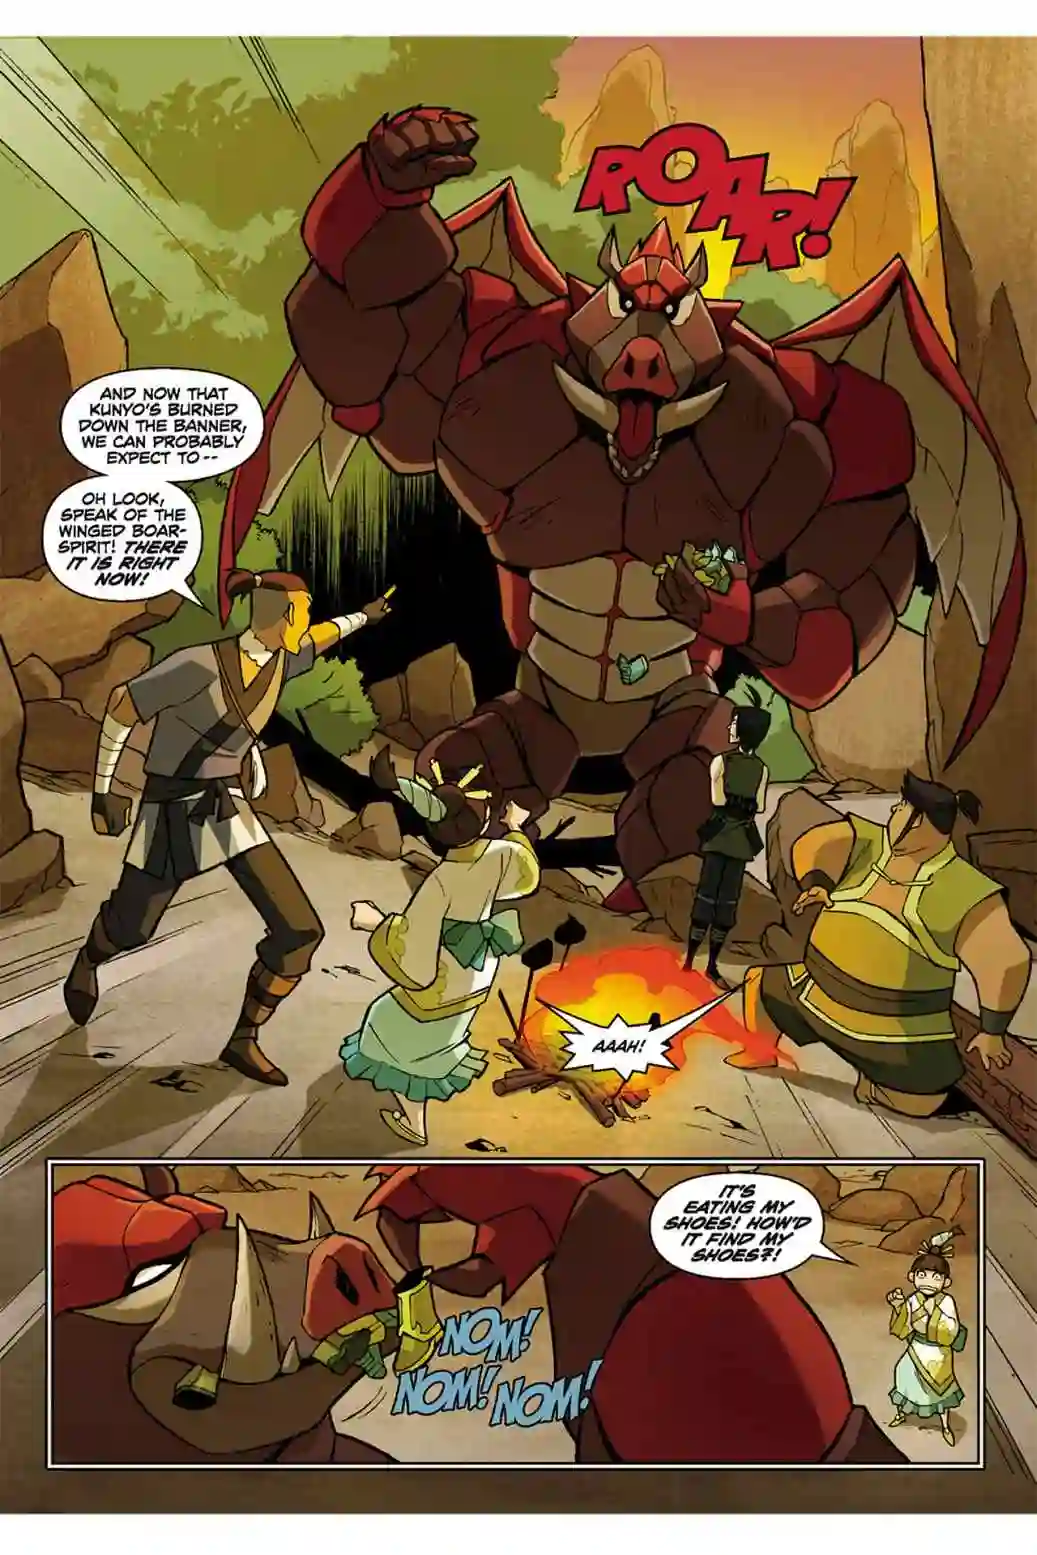 ROAR!
AND NOW THAT
KUNYO'S BURNED
DOWN THE BANNER,
WE CAN PROBABLY
EXPECT TO --
OH LOOK,
SPEAK OF THE
WINGED BOAR-
SPIRIT! THERE
IT IS RIGHT
NOW!
AAAH!
IT'S
EATING MY
SHOES! HOW'D
IT FIND MY
SHOES?!
NOM!
NOM! NOM!